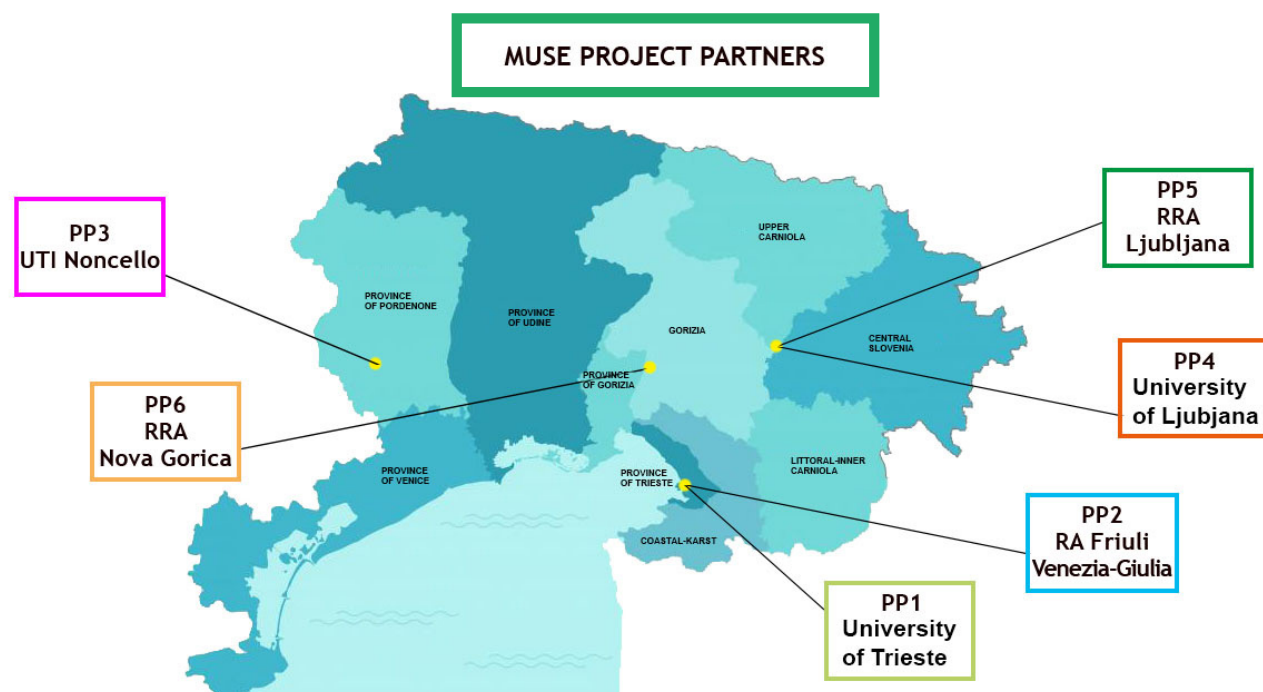 MUSE PROJECT PARTNERS
PP3
UTI Noncello
PP6
RRA
Nova Gorica
PP5
RRA
Ljubljana
PP4
University
of Ljubjana
PP2
RA Friuli
Venezia-Giulia
PP1
University
of Trieste
UPPER
CARNIOLA
PROVINCE
OF PORDENONE
PROVINCE
OF UDINE
GORIZIA
CENTRAL
SLOVENIA
PROVINCE
OF GORIZIA
PROVINCE
OF VENICE
PROVINCE
OF TRIESTE
LITTORAL-INNER
CARNIOLA
COASTAL-KARST